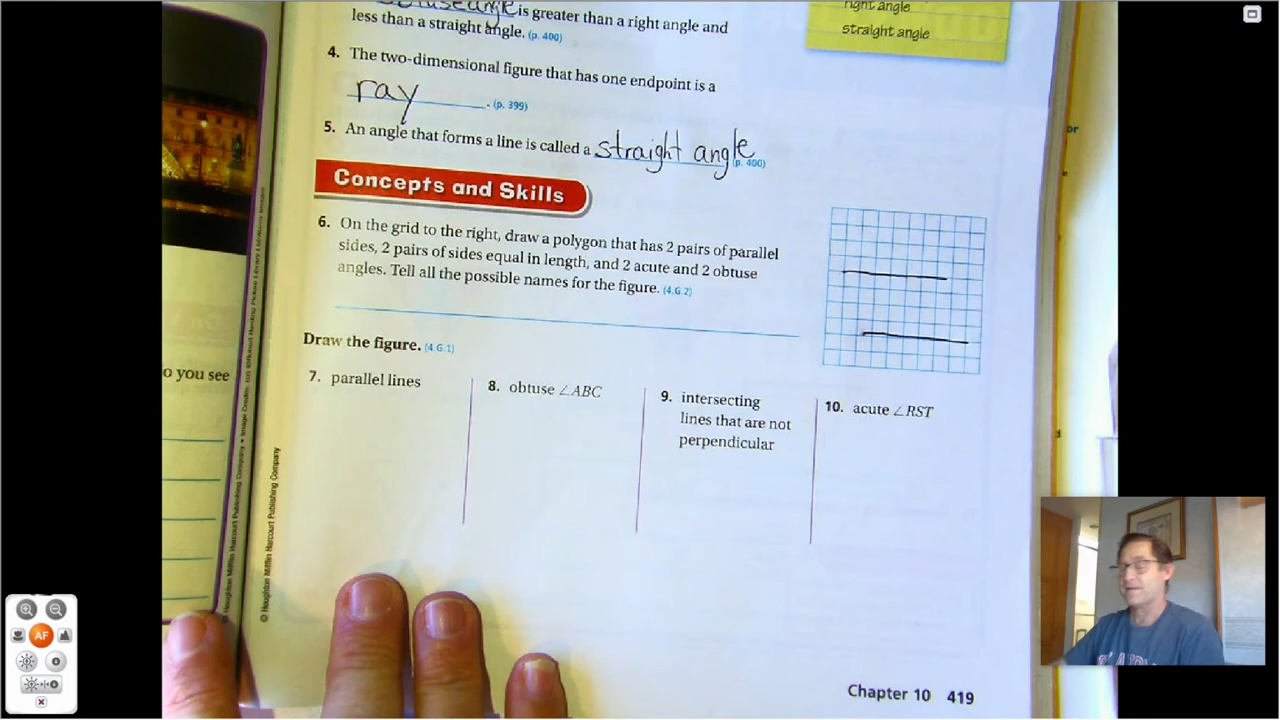 obtuse angle is greater than a right angle and
less than a straight angle. (p. 400)
right angle
straight angle
4. The two-dimensional figure that has one endpoint is a
ray . (p. 399)
5. An angle that forms a line is called a straight angle (p. 400)
Concepts and Skills
6. On the grid to the right, draw a polygon that has 2 pairs of parallel
sides, 2 pairs of sides equal in length, and 2 acute and 2 obtuse
angles. Tell all the possible names for the figure. (4.G.2)
Draw the figure. (4.G.1)
7. parallel lines
8. obtuse ∠ABC
9. intersecting
lines that are not
perpendicular
10. acute ∠RST
o you see
© Houghton Mifflin Harcourt Publishing Company
Chapter 10 419
or
AF